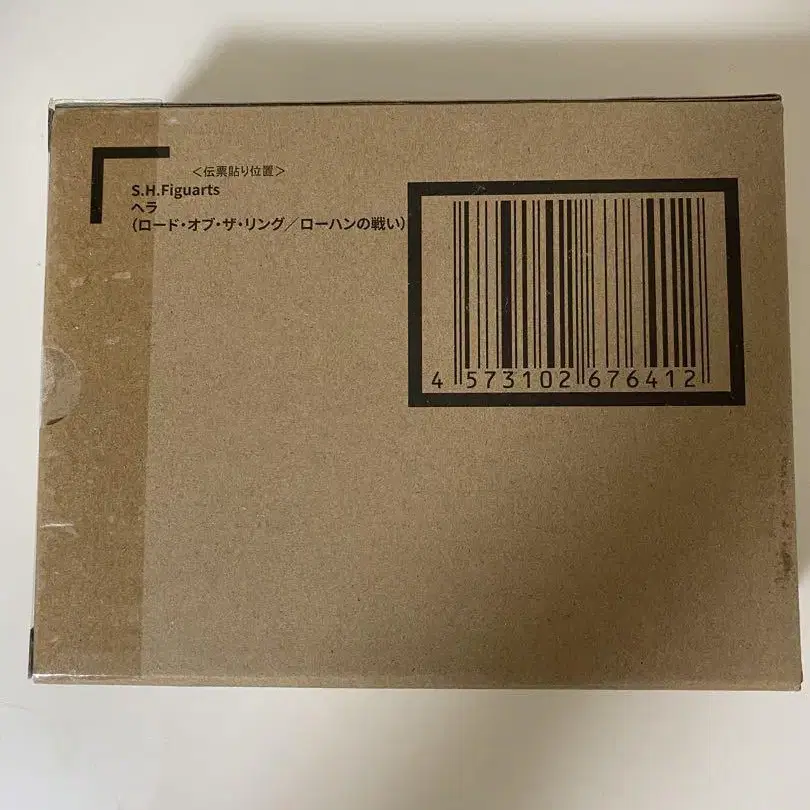 ＜伝票貼り位置＞
S.H.Figuarts
ヘラ
（ロード・オブ・ザ・リング／ローハンの戦い）
4 573102 676412